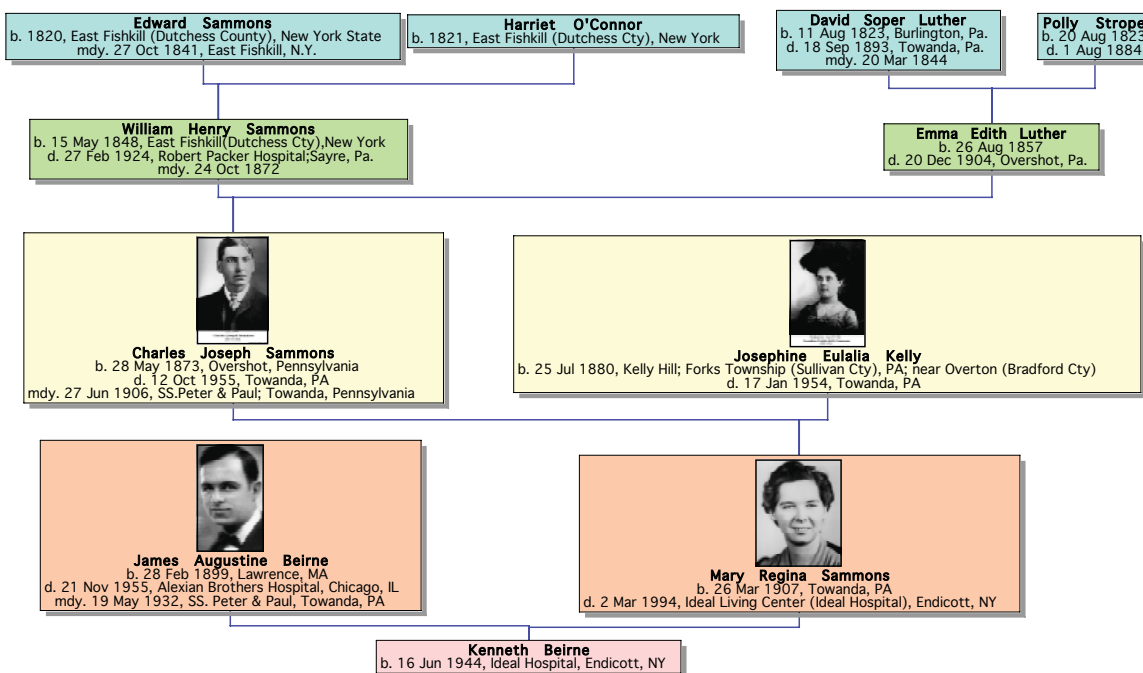 Edward Sammons
b. 1820, East Fishkill (Dutchess County), New York State
mdy. 27 Oct 1841, East Fishkill, N.Y.
Harriet O'Connor
b. 1821, East Fishkill (Dutchess Cty), New York
David Soper Luther
b. 11 Aug 1823, Burlington, Pa.
d. 18 Sep 1893, Towanda, Pa.
mdy. 20 Mar 1844
Polly Strope
b. 20 Aug 1823
d. 1 Aug 1884
William Henry Sammons
b. 15 May 1848, East Fishkill(Dutchess Cty),New York
d. 27 Feb 1924, Robert Packer Hospital;Sayre, Pa.
mdy. 24 Oct 1872
Emma Edith Luther
b. 26 Aug 1857
d. 20 Dec 1904, Overshot, Pa.
Charles Joseph Sammons
b. 28 May 1873, Overshot, Pennsylvania
d. 12 Oct 1955, Towanda, PA
mdy. 27 Jun 1906, SS.Peter & Paul; Towanda, Pennsylvania
Josephine Eulalia Kelly
b. 25 Jul 1880, Kelly Hill; Forks Township (Sullivan Cty), PA; near Overton (Bradford Cty)
d. 17 Jan 1954, Towanda, PA
James Augustine Beirne
b. 28 Feb 1899, Lawrence, MA
d. 21 Nov 1955, Alexian Brothers Hospital, Chicago, IL
mdy. 19 May 1932, SS. Peter & Paul, Towanda, PA
Mary Regina Sammons
b. 26 Mar 1907, Towanda, PA
d. 2 Mar 1994, Ideal Living Center (Ideal Hospital), Endicott, NY
Kenneth Beirne
b. 16 Jun 1944, Ideal Hospital, Endicott, NY